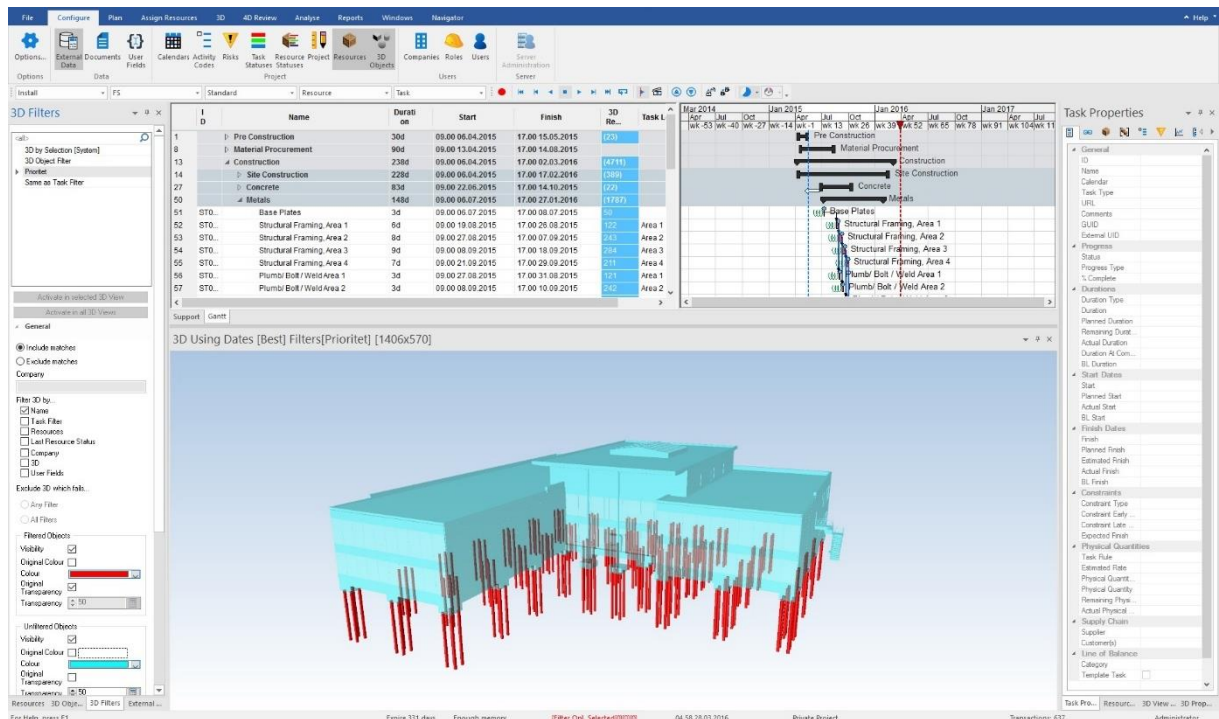 File Configure Plan Assign Resources 3D 4D Review Analyse Reports Windows Navigator Help
Options... External Data Documents User Fields Calendars Activity Codes Risks Task Statuses Resource Statuses Project Resources 3D Objects Companies Roles Users Server Administration
Options Data Project Users Server
Install FS Standard Resource Task
3D Filters
<all>
3D by Selection [System]
3D Object Filter
Prioritet
Same as Task Filter
Activate in selected 3D View
Activate in all 3D Views
General
Include matches
Exclude matches
Company
Filter 3D by...
Name
Task Filter
Resources
Last Resource Status
Company
3D
User Fields
Exclude 3D which fails...
Any Filter
All Filters
Filtered Objects
Visibility
Original Colour
Colour
Original Transparency
Transparency 50
Unfiltered Objects
Visibility
Original Colour
Colour
Original Transparency
Transparency 50
Resources 3D Obje... 3D Filters External ...
ID Name Duration Start Finish 3D Re... Task L
1 Pre Construction 30d 09.00 06.04.2015 17.00 15.05.2015 (23)
8 Material Procurement 90d 09.00 13.04.2015 17.00 14.08.2015
13 Construction 238d 09.00 06.04.2015 17.00 02.03.2016 (4711)
14 Site Construction 228d 09.00 06.04.2015 17.00 17.02.2016 (389)
27 Concrete 83d 09.00 22.06.2015 17.00 14.10.2015 (22)
50 Metals 148d 09.00 06.07.2015 17.00 27.01.2016 (1787)
51 ST0... Base Plates 3d 09.00 06.07.2015 17.00 08.07.2015 59
52 ST0... Structural Framing, Area 1 6d 09.00 19.08.2015 17.00 26.08.2015 122 Area 1
53 ST0... Structural Framing, Area 2 8d 09.00 27.08.2015 17.00 07.09.2015 243 Area 2
54 ST0... Structural Framing, Area 3 9d 09.00 08.09.2015 17.00 18.09.2015 284 Area 3
55 ST0... Structural Framing, Area 4 7d 09.00 21.09.2015 17.00 29.09.2015 211 Area 4
56 ST0... Plumb/ Bolt / Weld Area 1 3d 09.00 27.08.2015 17.00 31.08.2015 121 Area 1
57 ST0... Plumb/ Bolt / Weld Area 2 3d 09.00 08.09.2015 17.00 10.09.2015 242 Area 2
Support Gantt
Mar 2014 Jan 2015 Jan 2016 Jan 2017
Apr Jul Oct Apr Jul Oct Apr Jul Oct Apr Jul
wk -53 wk -40 wk -27 wk -14 wk -1 wk 13 wk 26 wk 39 wk 52 wk 65 wk 78 wk 91 wk 104 wk 11
Pre Construction
Material Procurement
Construction
Site Construction
Concrete
Metals
Base Plates
Structural Framing, Area 1
Structural Framing, Area 2
Structural Framing, Area 3
Structural Framing, Area 4
Plumb/ Bolt / Weld Area 1
Plumb/ Bolt / Weld Area 2
3D Using Dates [Best] Filters[Prioritet] [1406x570]
Task Properties
General
ID
Name
Calendar
Task Type
URL
Comments
GUID
External UID
Progress
Status
Progress Type
% Complete
Durations
Duration Type
Duration
Planned Duration
Remaining Durat...
Actual Duration
Duration At Com...
BL Duration
Start Dates
Start
Planned Start
Actual Start
BL Start
Finish Dates
Finish
Planned Finish
Estimated Finish
Actual Finish
BL Finish
Constraints
Constraint Type
Constraint Early ...
Constraint Late ...
Expected Finish
Physical Quantities
Task Rule
Estimated Rate
Physical Quantit...
Physical Quantity
Remaining Physi...
Actual Physical ...
Supply Chain
Supplier
Customer(s)
Line of Balance
Category
Template Task
Task Pro... Resourc... 3D View ... 3D Prop...
For Help, press F1 Expire 331 days Enough memory 04.58 28.03.2016 Private Project Transactions: 637 Administrator